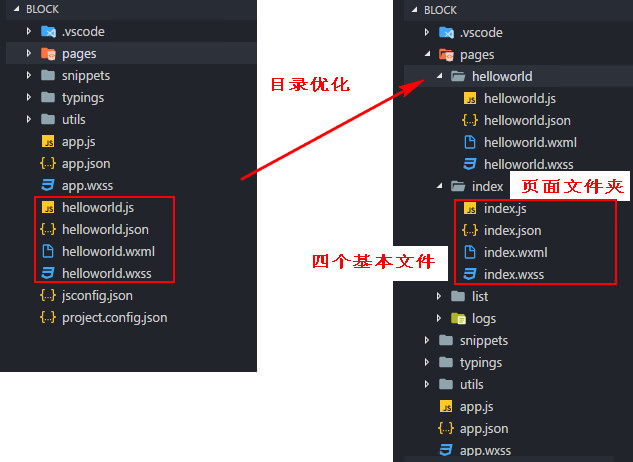 BLOCK
.vscode
pages
snippets
typings
utils
app.js
app.json
app.wxss
helloworld.js
helloworld.json
helloworld.wxml
helloworld.wxss
jsconfig.json
project.config.json
目录优化
BLOCK
.vscode
pages
helloworld
helloworld.js
helloworld.json
helloworld.wxml
helloworld.wxss
index
页面文件夹
index.js
index.json
四个基本文件
index.wxml
index.wxss
list
logs
snippets
typings
utils
app.js
app.json
app.wxss